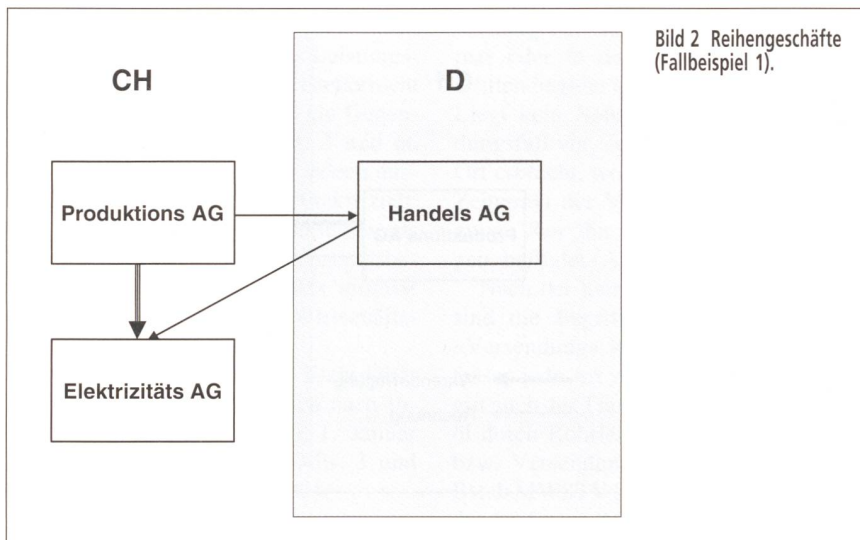 Bild 2 Reihengeschäfte
(Fallbeispiel 1).
CH
D
Produktions AG
Handels AG
Elektrizitäts AG